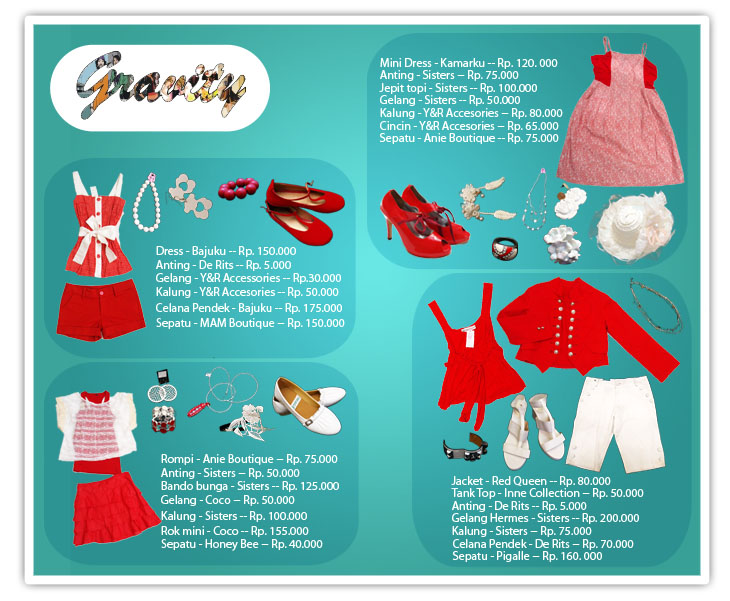 Gravity
Mini Dress - Kamarku -- Rp. 120. 000
Anting - Sisters -- Rp. 75.000
Jepit topi - Sisters -- Rp. 100.000
Gelang - Sisters -- Rp. 50.000
Kalung - Y&R Accesories -- Rp. 80.000
Cincin - Y&R Accesories -- Rp. 65.000
Sepatu - Anie Boutique -- Rp. 75.000
Dress - Bajuku -- Rp. 150.000
Anting - De Rits -- Rp. 5.000
Gelang - Y&R Accessories -- Rp.30.000
Kalung - Y&R Accesories -- Rp. 50.000
Celana Pendek - Bajuku -- Rp. 175.000
Sepatu - MAM Boutique -- Rp. 150.000
Rompi - Anie Boutique -- Rp. 75.000
Anting - Sisters -- Rp. 50.000
Bando bunga - Sisters -- Rp. 125.000
Gelang - Coco -- Rp. 50.000
Kalung - Sisters -- Rp. 100.000
Rok mini - Coco -- Rp. 155.000
Sepatu - Honey Bee -- Rp. 40.000
Jacket - Red Queen -- Rp. 80.000
Tank Top - Inne Collection -- Rp. 50.000
Anting - De Rits -- Rp. 5.000
Gelang Hermes - Sisters -- Rp. 200.000
Kalung - Sisters -- Rp. 75.000
Celana Pendek - De Rits -- Rp. 70.000
Sepatu - Pigalle -- Rp. 160. 000